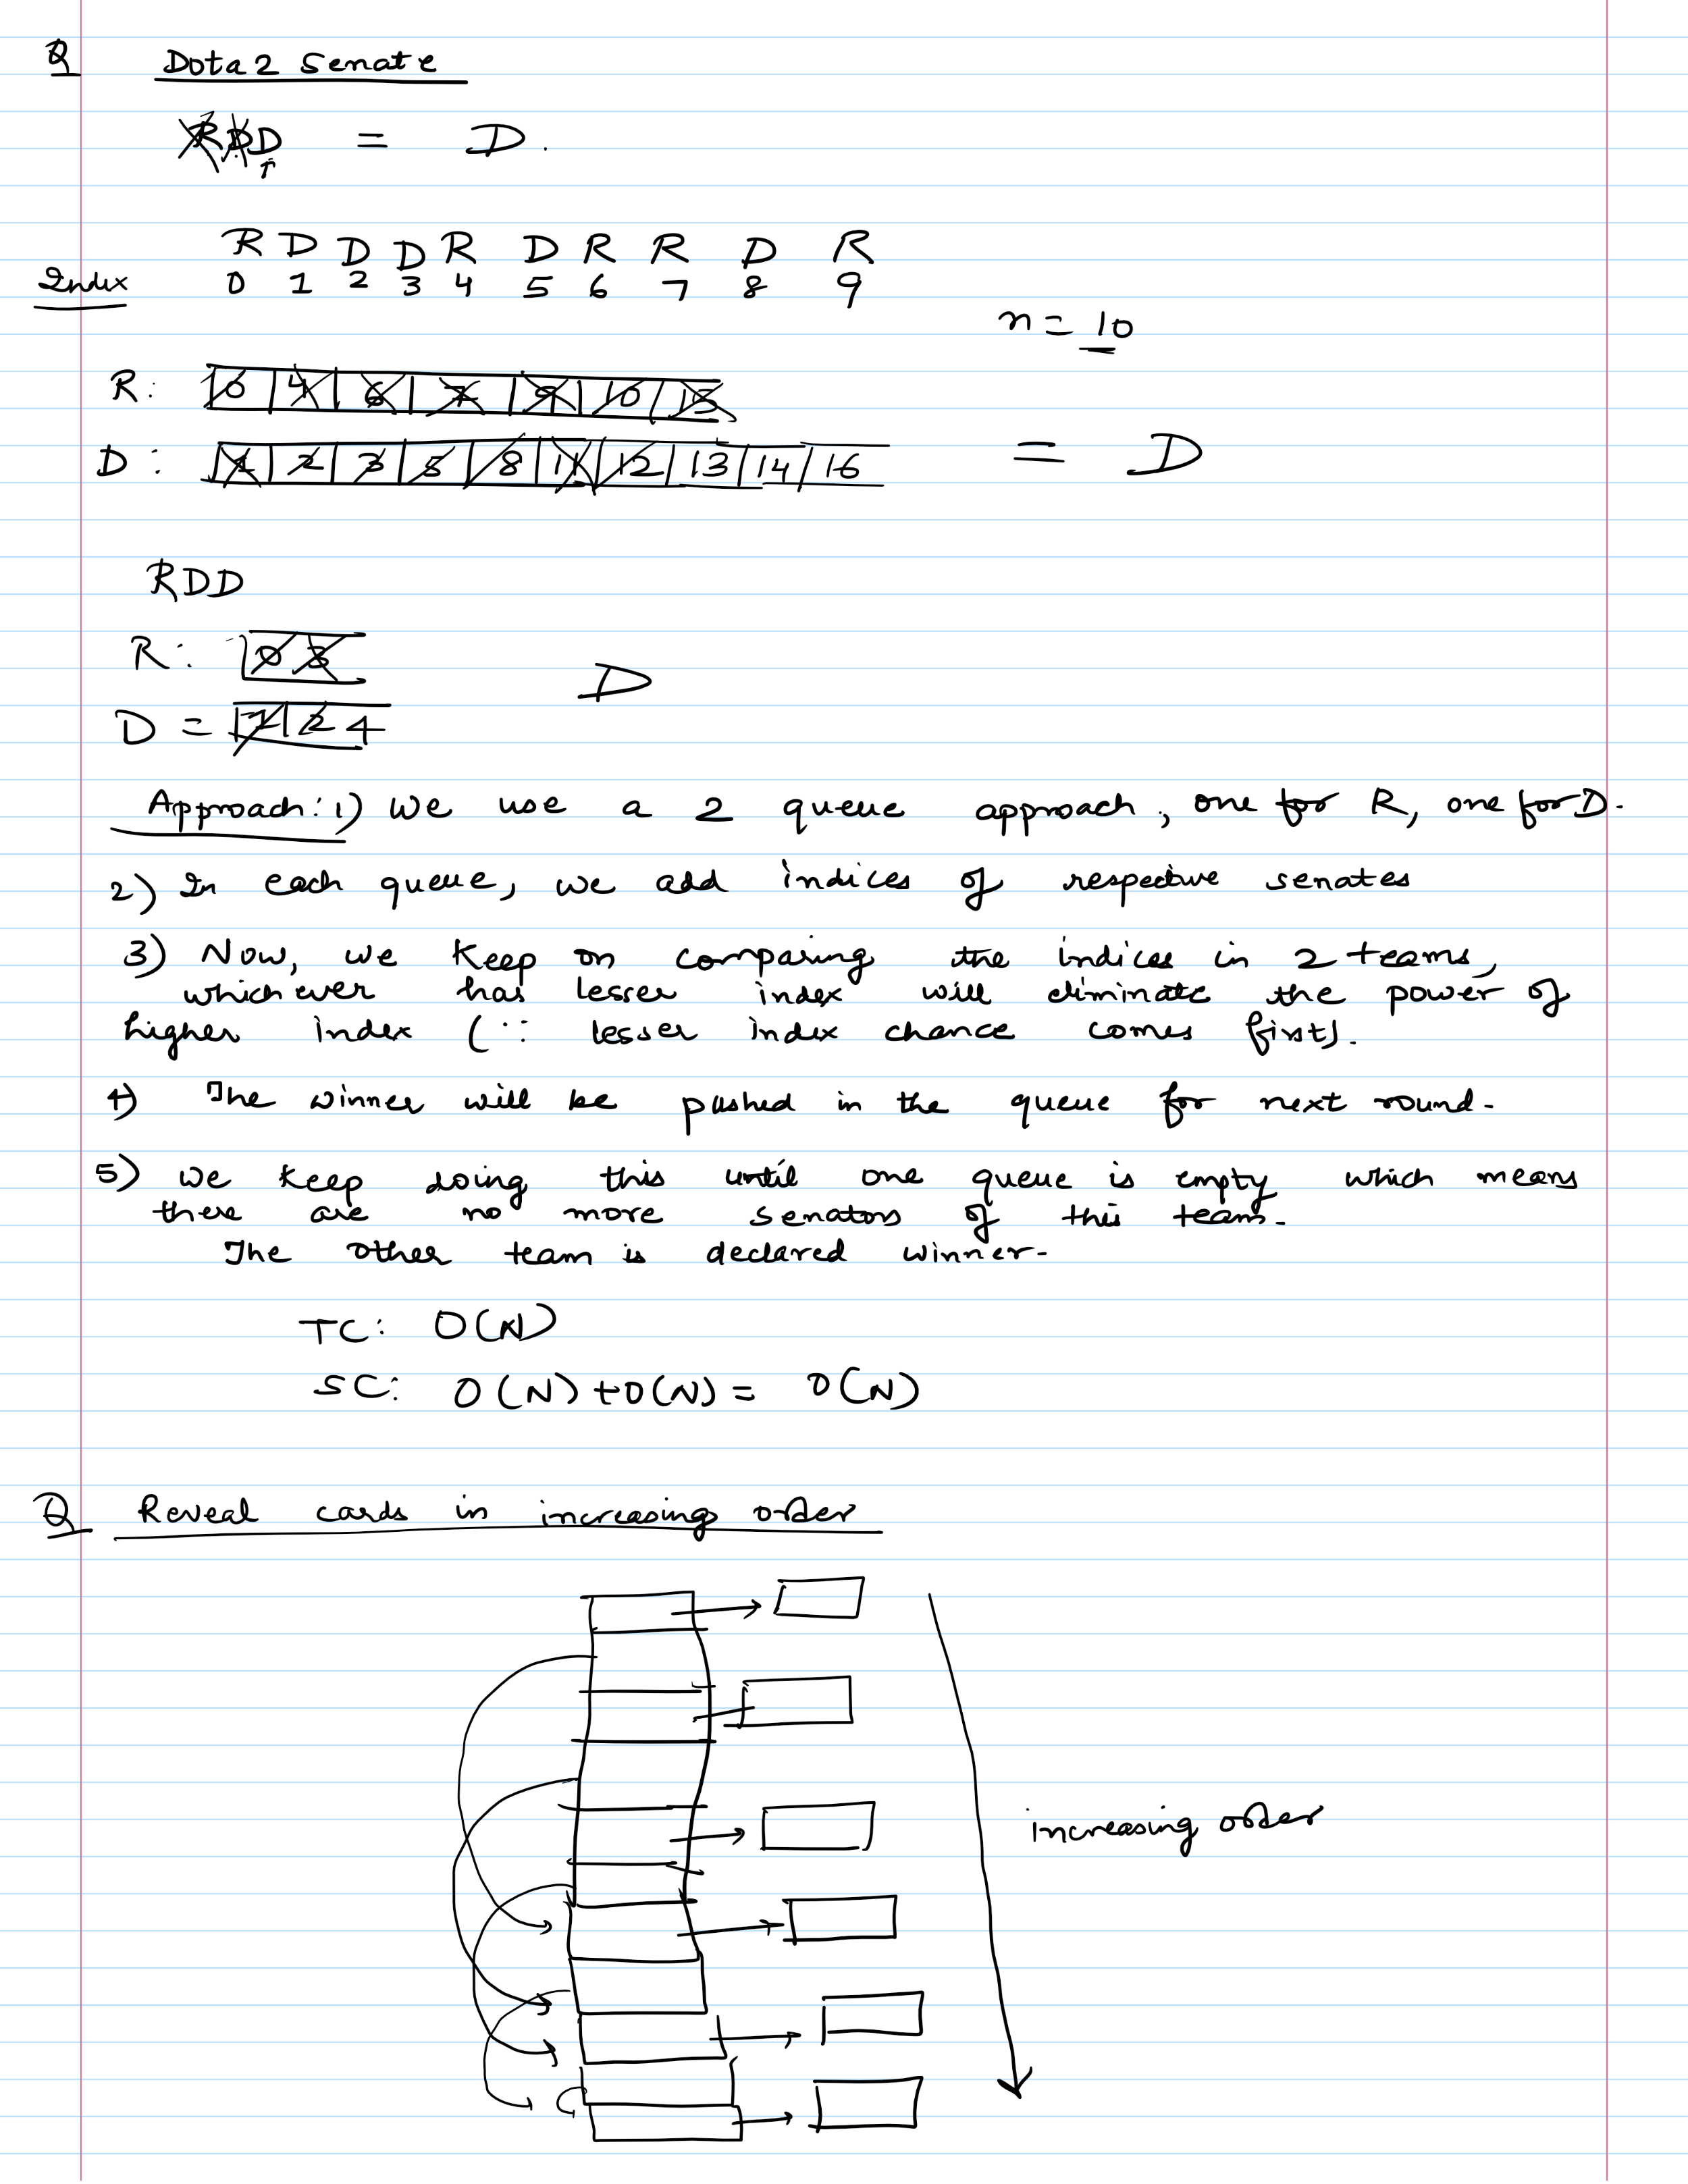 Q Dota2 Senate
RDD = D.
R D D D R D R R D R
Index 0 1 2 3 4 5 6 7 8 9
n = 10
R: 0 4 6 7 9 10 15
D: 1 2 3 5 8 11 12 13 14 16 = D
RDD
R: 0 3
D
D = 1 2 4
Approach: 1) We use a 2 queue approach, one for R, one for D.
2) In each queue, we add indices of respective senates
3) Now, we keep on comparing the indices in 2 teams,
which ever has lesser index will eliminate the power of
higher index (∵ lesser index chance comes first).
4) The winner will be pushed in the queue for next round.
5) We keep doing this until one queue is empty which means
there are no more senators of this team.
The other team is declared winner.
TC: O(N)
SC: O(N)+O(N) = O(N)
Q Reveal cards in increasing order
increasing order